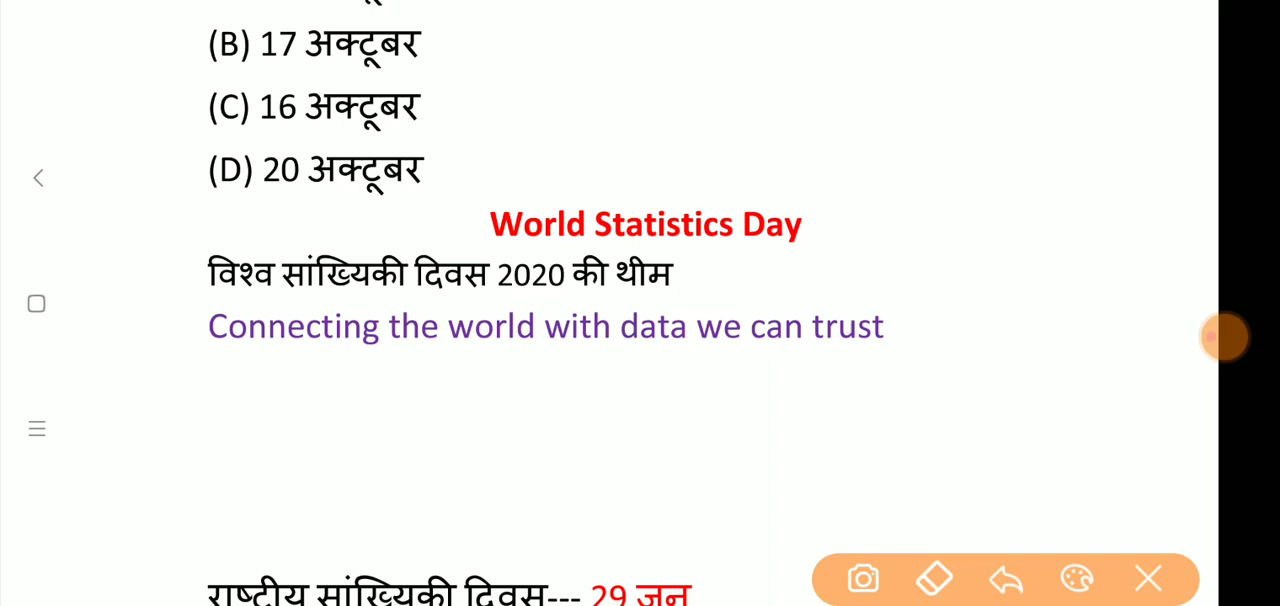 (B) 17 अक्टूबर
(C) 16 अक्टूबर
(D) 20 अक्टूबर
World Statistics Day
विश्व सांख्यिकी दिवस 2020 की थीम
Connecting the world with data we can trust
राष्ट्रीय सांख्यिकी दिवस--- 29 जून